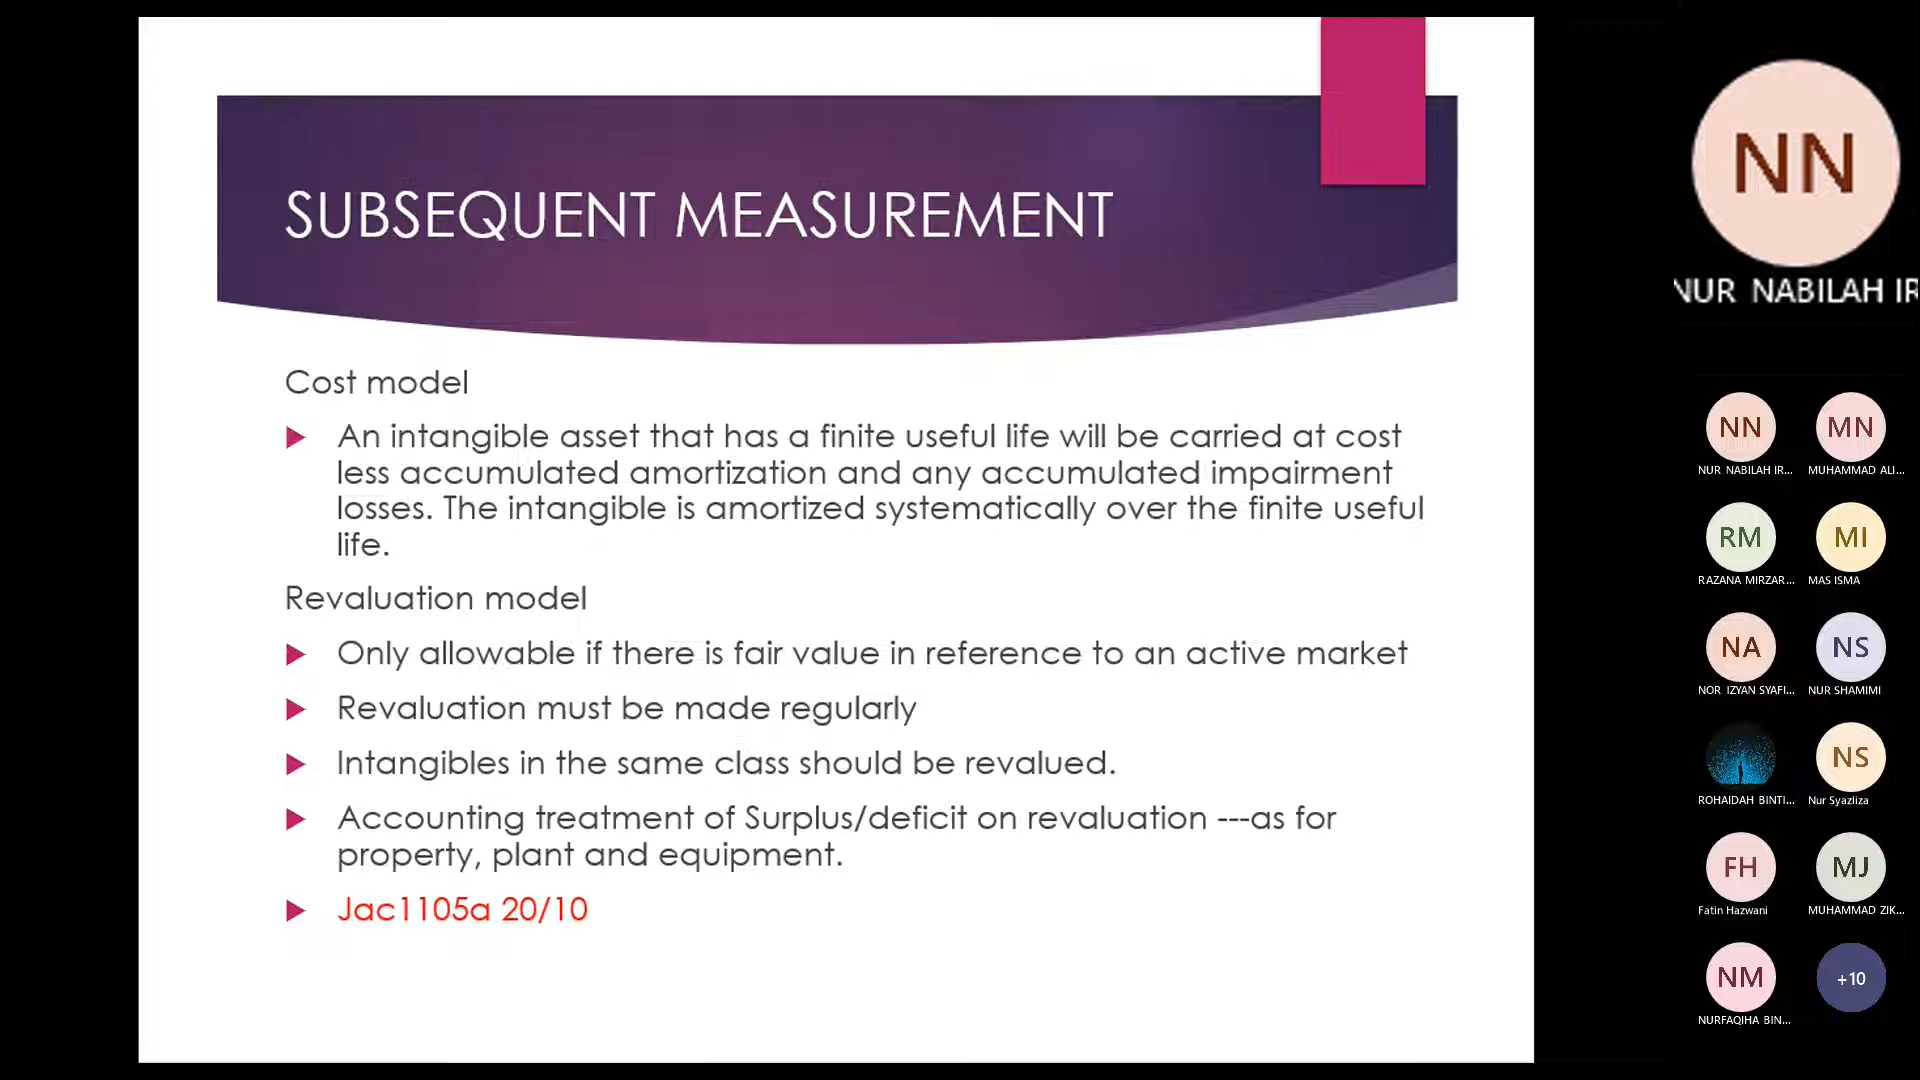 SUBSEQUENT MEASUREMENT
Cost model
An intangible asset that has a finite useful life will be carried at cost
less accumulated amortization and any accumulated impairment
losses. The intangible is amortized systematically over the finite useful
life.
Revaluation model
Only allowable if there is fair value in reference to an active market
Revaluation must be made regularly
Intangibles in the same class should be revalued.
Accounting treatment of Surplus/deficit on revaluation ---as for
property, plant and equipment.
Jac1105a 20/10
NN
NUR NABILAH IR
NN
NUR NABILAH IR...
MN
MUHAMMAD ALI...
RM
RAZANA MIRZAR...
MI
MAS ISMA
NA
NOR IZYAN SYAFI...
NS
NUR SHAMIMI
ROHAIDAH BINTI...
NS
Nur Syazliza
FH
Fatin Hazwani
MJ
MUHAMMAD ZIK...
NM
NURFAQIHA BIN...
+10